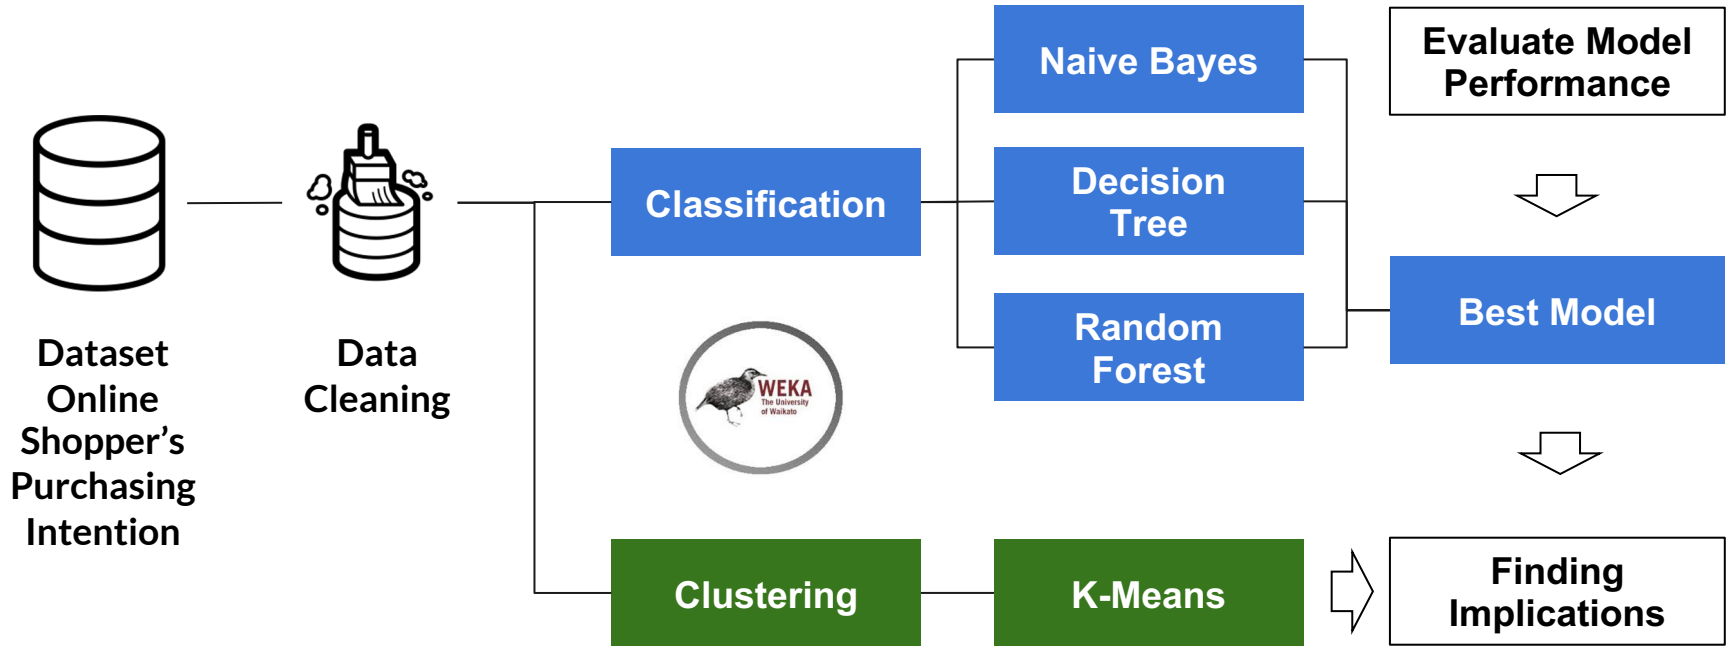 Dataset
Online
Shopper’s
Purchasing
Intention
Data
Cleaning
Classification
WEKA
The University
of Waikato
Clustering
Naive Bayes
Decision
Tree
Random
Forest
K-Means
Evaluate Model
Performance
Best Model
Finding
Implications